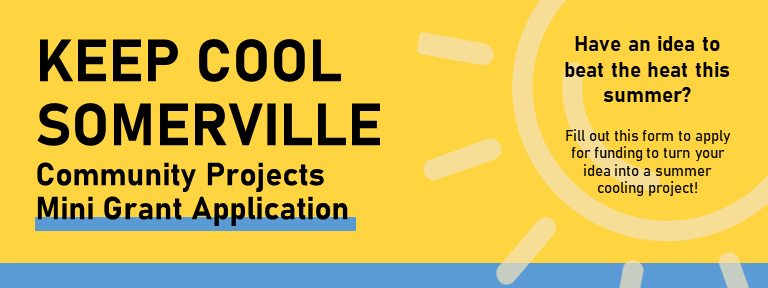 KEEP COOL
SOMERVILLE
Community Projects
Mini Grant Application
Have an idea to
beat the heat this
summer?
Fill out this form to apply
for funding to turn your
idea into a summer
cooling project!